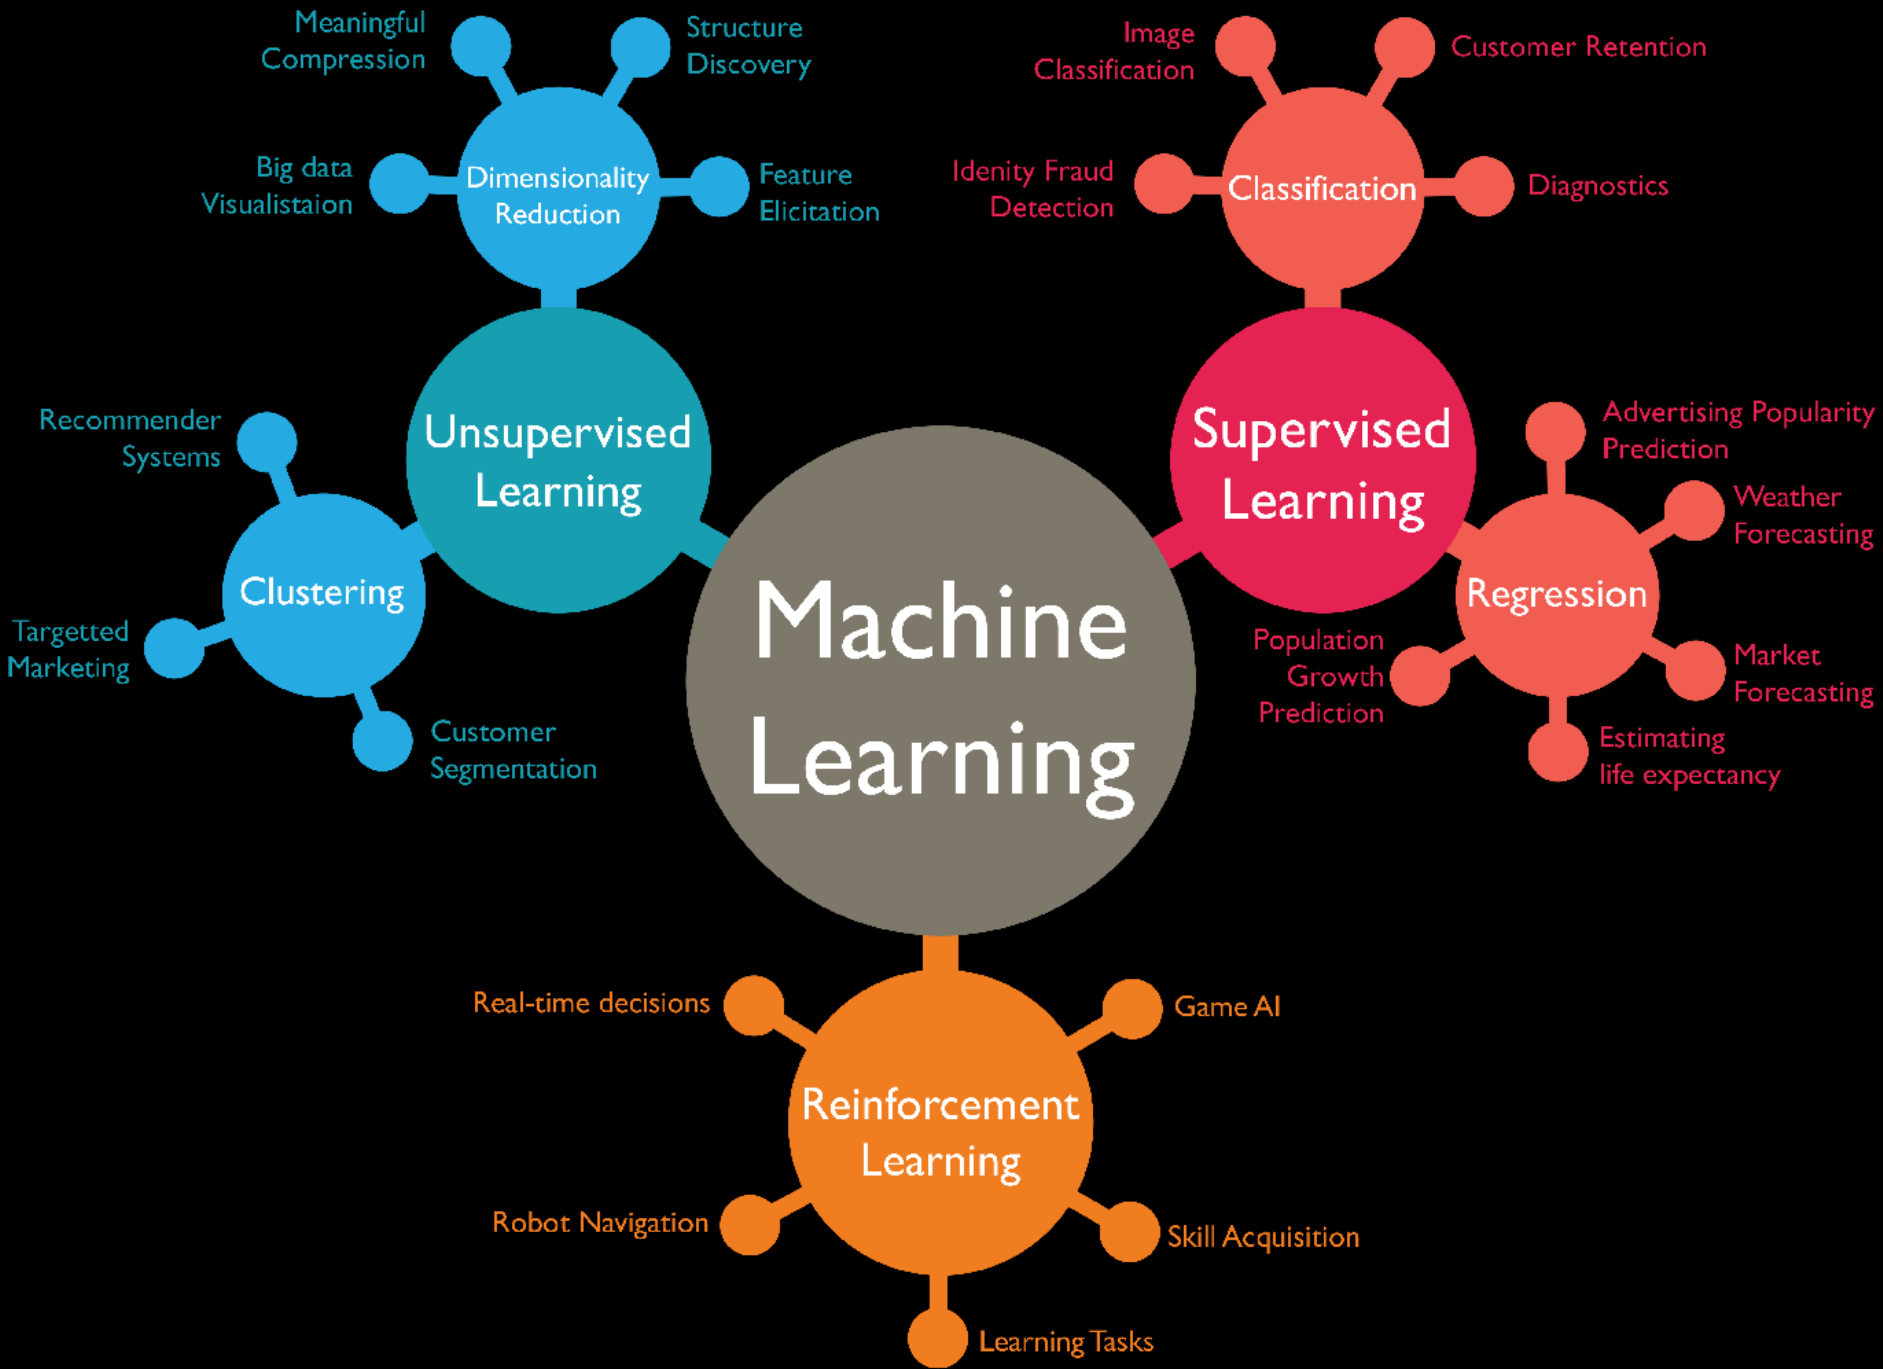 Meaningful
Compression
Structure
Discovery
Big data
Visualistaion
Dimensionality
Reduction
Feature
Elicitation
Image
Classification
Customer Retention
Idenity Fraud
Detection
Classification
Diagnostics
Unsupervised
Learning
Supervised
Learning
Recommender
Systems
Clustering
Targetted
Marketing
Customer
Segmentation
Advertising Popularity
Prediction
Weather
Forecasting
Regression
Population
Growth
Prediction
Market
Forecasting
Estimating
life expectancy
Machine
Learning
Real-time decisions
Game AI
Reinforcement
Learning
Robot Navigation
Skill Acquisition
Learning Tasks